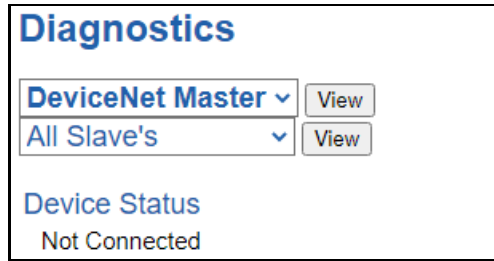 Diagnostics
DeviceNet Master View
All Slave's View
Device Status
Not Connected